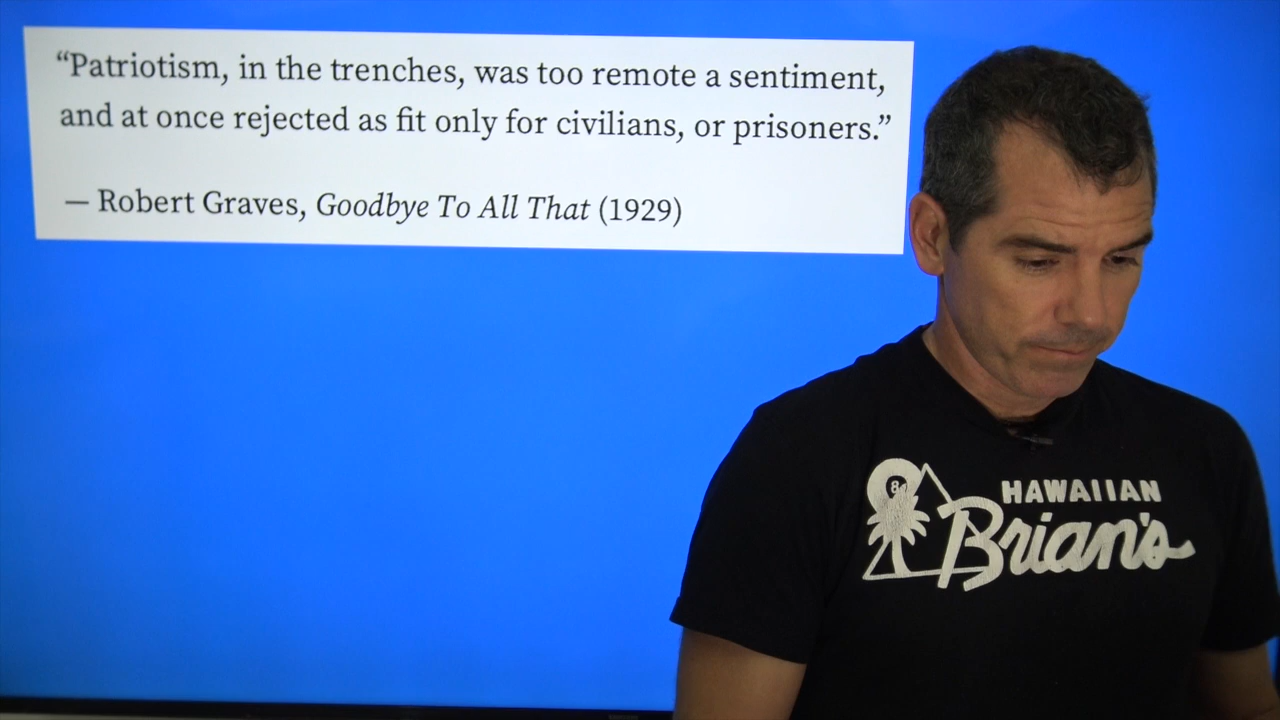 “Patriotism, in the trenches, was too remote a sentiment,
and at once rejected as fit only for civilians, or prisoners.”
— Robert Graves, Goodbye To All That (1929)
8
HAWAIIAN
Brian's